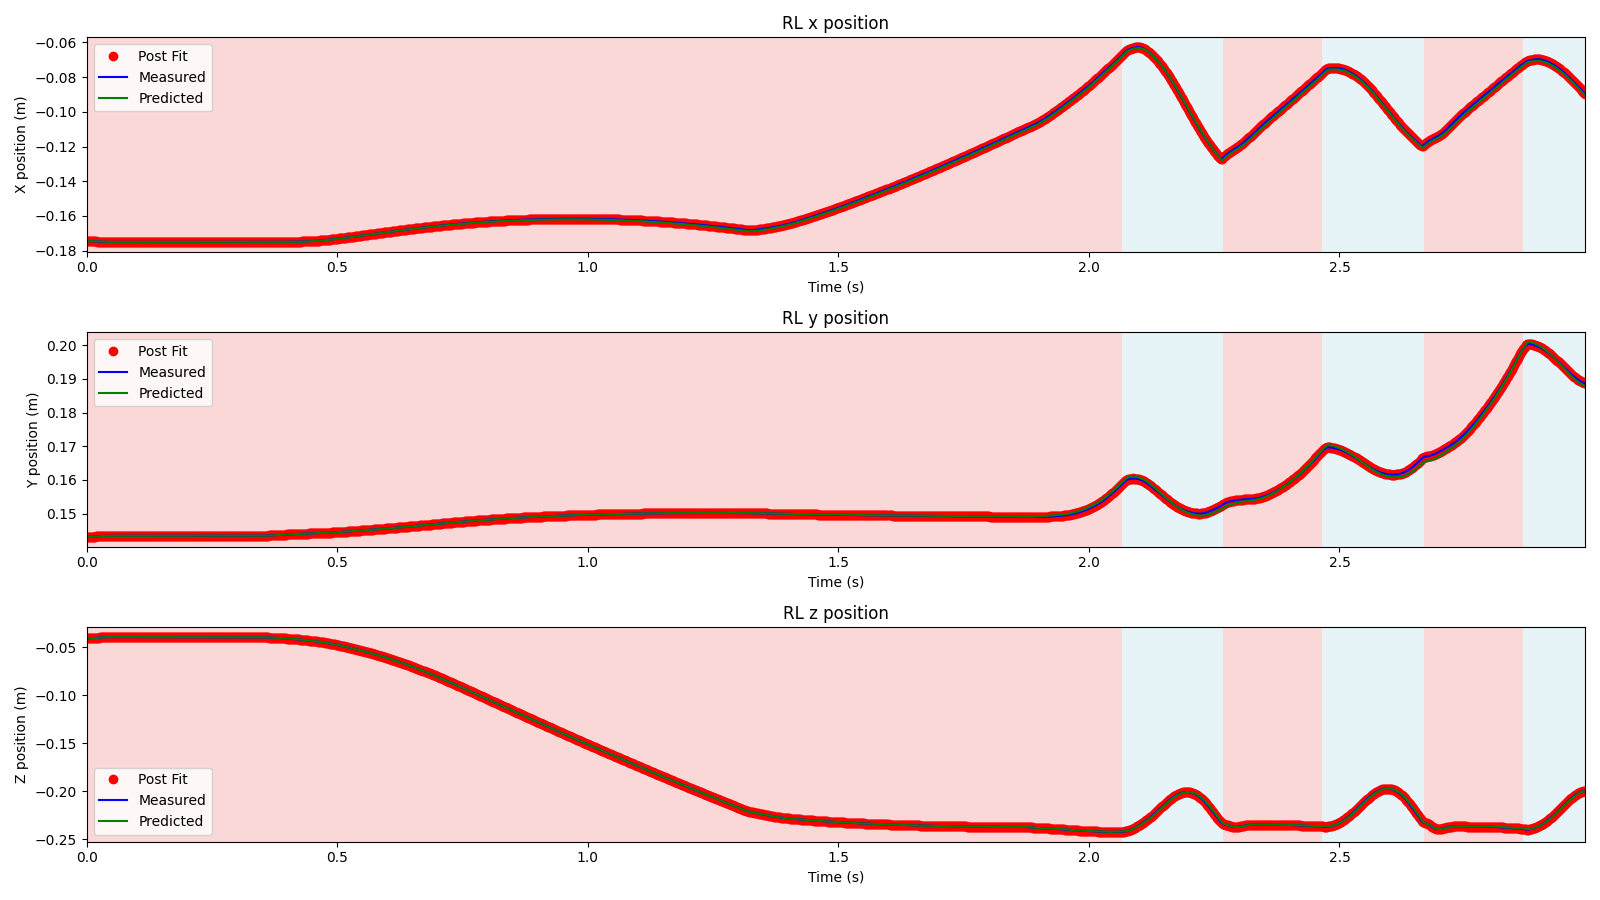 RL x position
−0.06
−0.08
−0.10
−0.12
−0.14
−0.16
−0.18
X position (m)
Post Fit
Measured
Predicted
0.0 0.5 1.0 1.5 2.0 2.5
Time (s)
RL y position
0.20
0.19
0.18
0.17
0.16
0.15
Y position (m)
Post Fit
Measured
Predicted
0.0 0.5 1.0 1.5 2.0 2.5
Time (s)
RL z position
−0.05
−0.10
−0.15
−0.20
−0.25
Z position (m)
Post Fit
Measured
Predicted
0.0 0.5 1.0 1.5 2.0 2.5
Time (s)